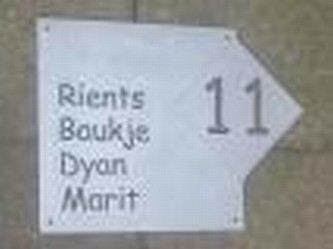 Rients
Baukje
Dyan
Marit
11